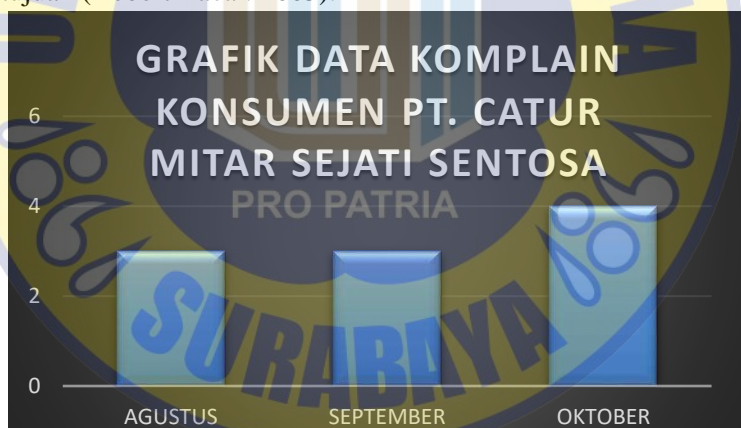 GRAFIK DATA KOMPLAIN
KONSUMEN PT. CATUR
MITAR SEJATI SENTOSA
6
4
2
0
PRO PATRIA
SURABAYA
AGUSTUS SEPTEMBER OKTOBER